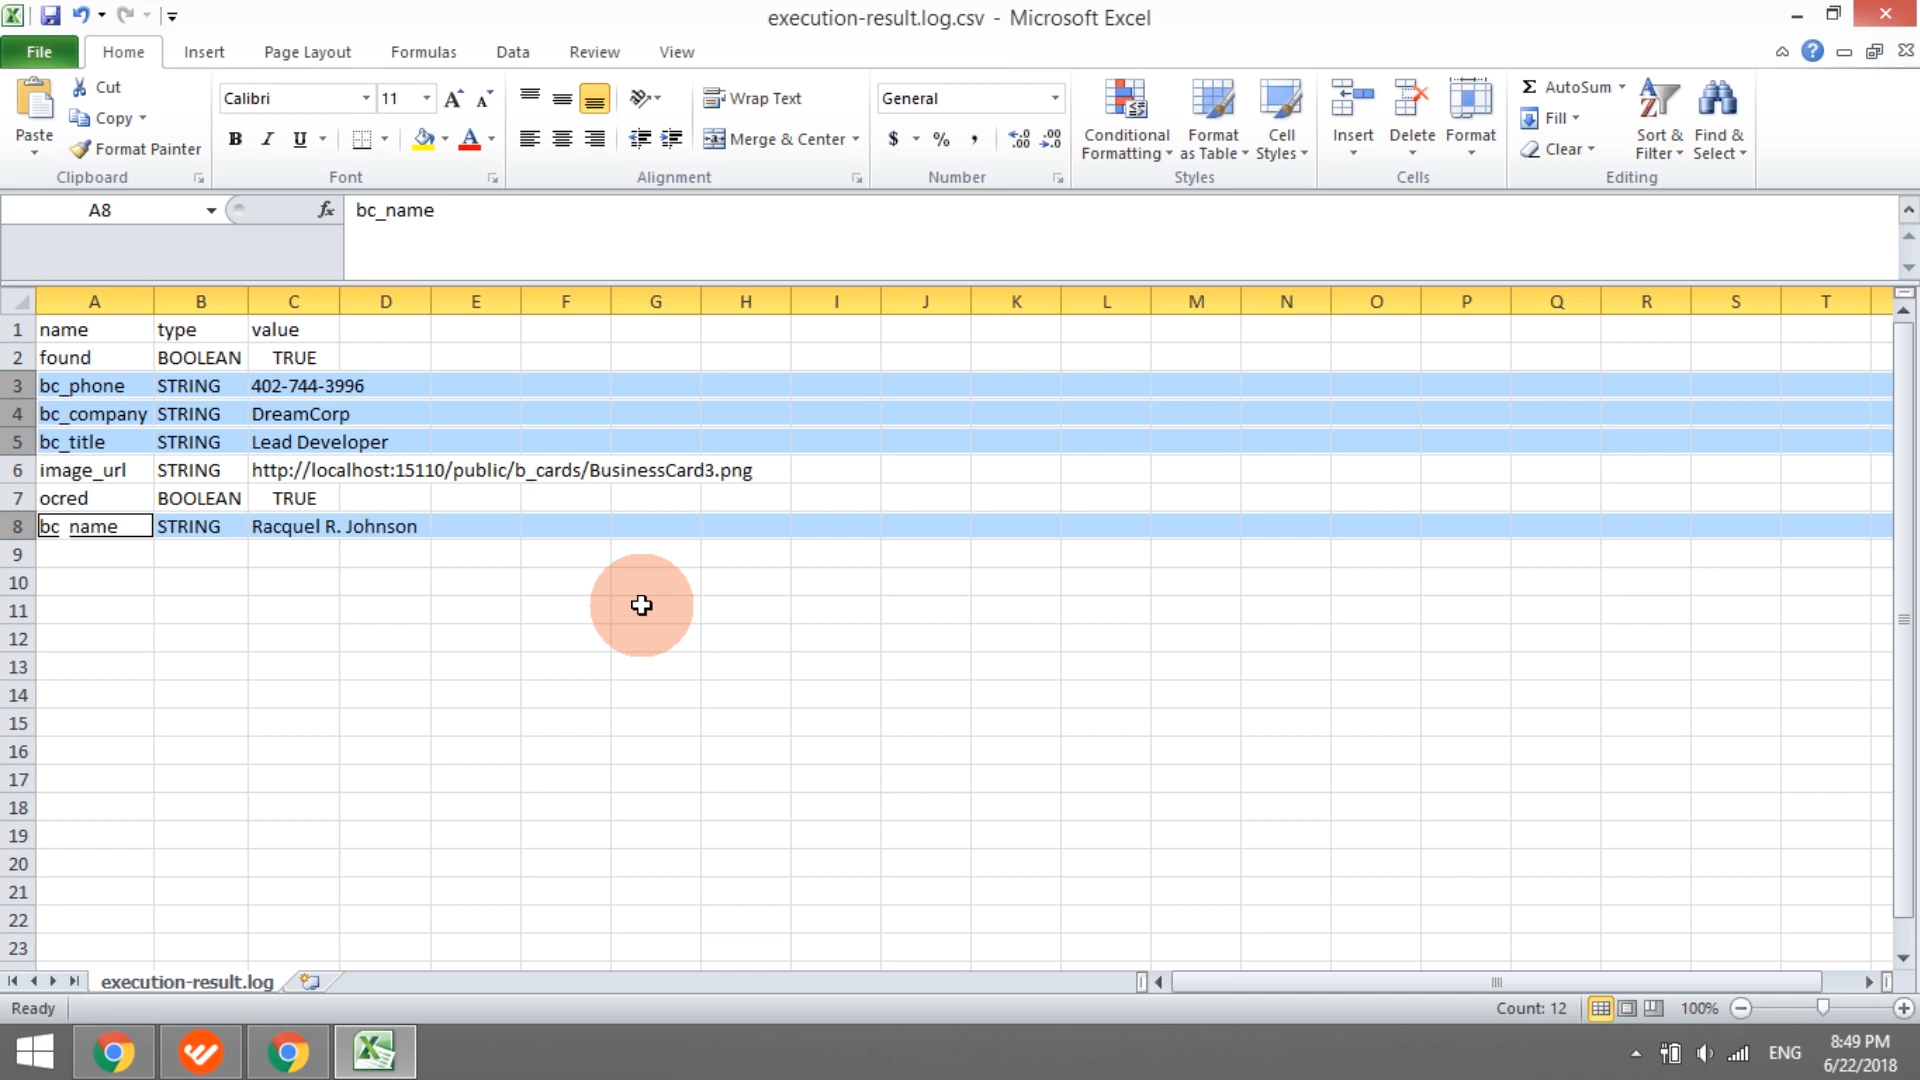 execution-result.log.csv - Microsoft Excel
File Home Insert Page Layout Formulas Data Review View
Paste
Cut
Copy
Format Painter
Clipboard
Calibri 11
B I U
Font
Wrap Text
Merge & Center
Alignment
General
$ % ,
Number
Conditional Formatting
Format as Table
Cell Styles
Styles
Insert Delete Format
Cells
Σ AutoSum
Fill
Clear
Sort & Filter
Find & Select
Editing
A8 fx bc_name
A B C D E F G H I J K L M N O P Q R S T
1 name type value
2 found BOOLEAN TRUE
3 bc_phone STRING 402-744-3996
4 bc_company STRING DreamCorp
5 bc_title STRING Lead Developer
6 image_url STRING http://localhost:15110/public/b_cards/BusinessCard3.png
7 ocred BOOLEAN TRUE
8 bc_name STRING Racquel R. Johnson
9
10
11
12
13
14
15
16
17
18
19
20
21
22
23
execution-result.log
Ready Count: 12 100%
ENG 8:49 PM
6/22/2018